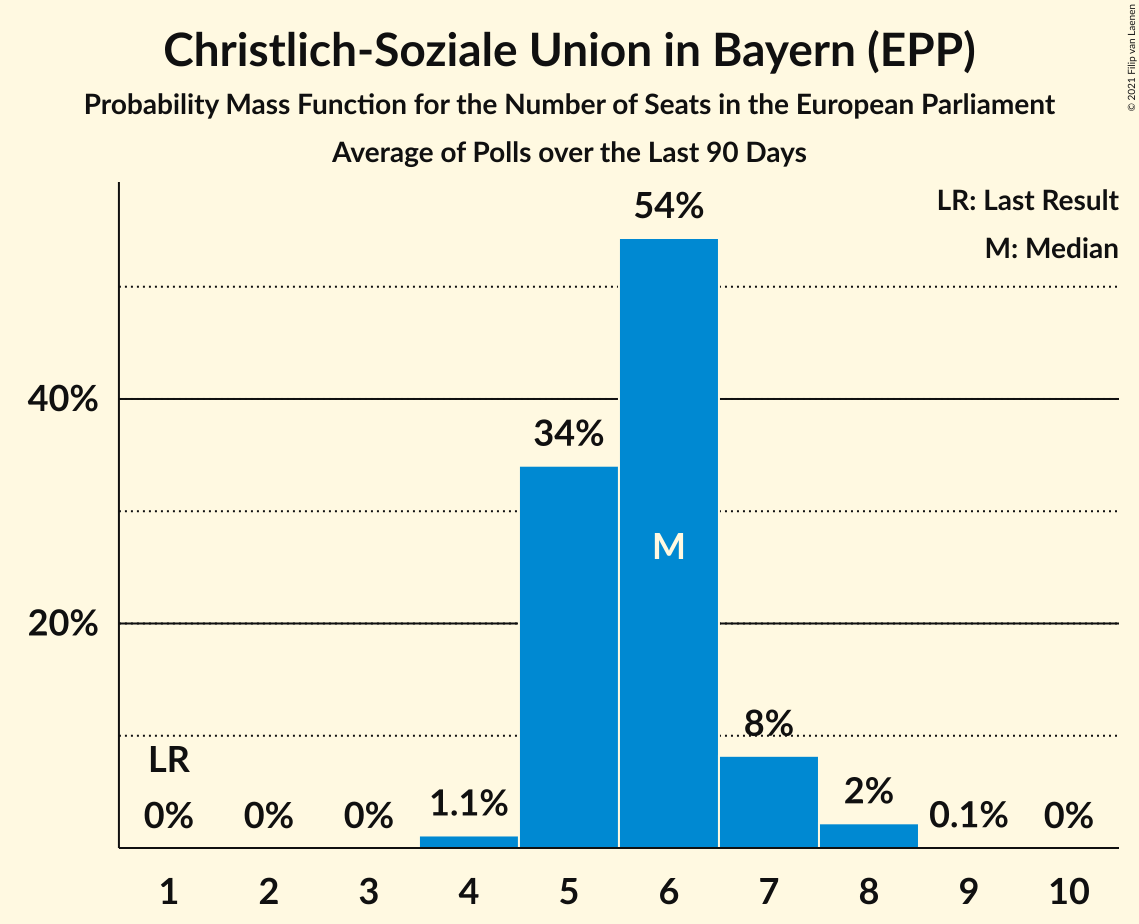 Christlich-Soziale Union in Bayern (EPP)
Probability Mass Function for the Number of Seats in the European Parliament
Average of Polls over the Last 90 Days
© 2021 Filip van Laenen
LR: Last Result
M: Median
54%
40%
34%
M
20%
8%
LR
2%
1.1%
0% 0% 0% 0.1% 0%
1 2 3 4 5 6 7 8 9 10